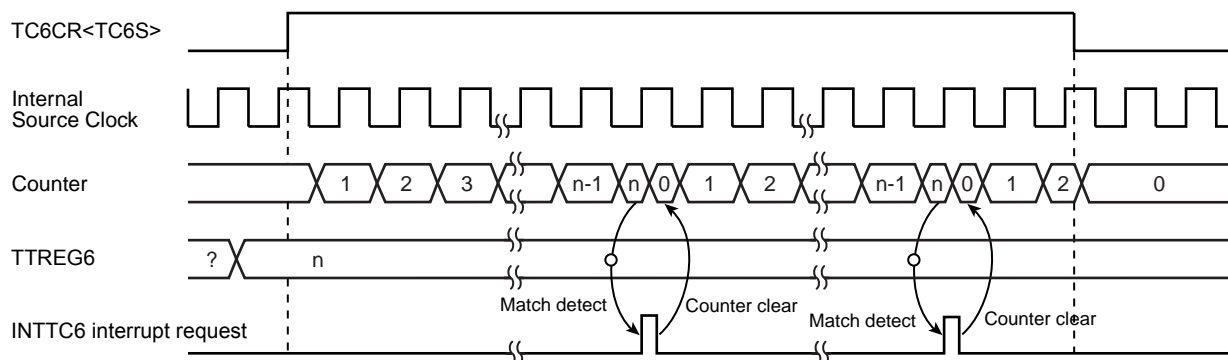 TC6CR<TC6S>
Internal
Source Clock
Counter
1 2 3 n-1 n 0 1 2 n-1 n 0 1 2 0
TTREG6
? n
Match detect Counter clear Match detect Counter clear
INTTC6 interrupt request